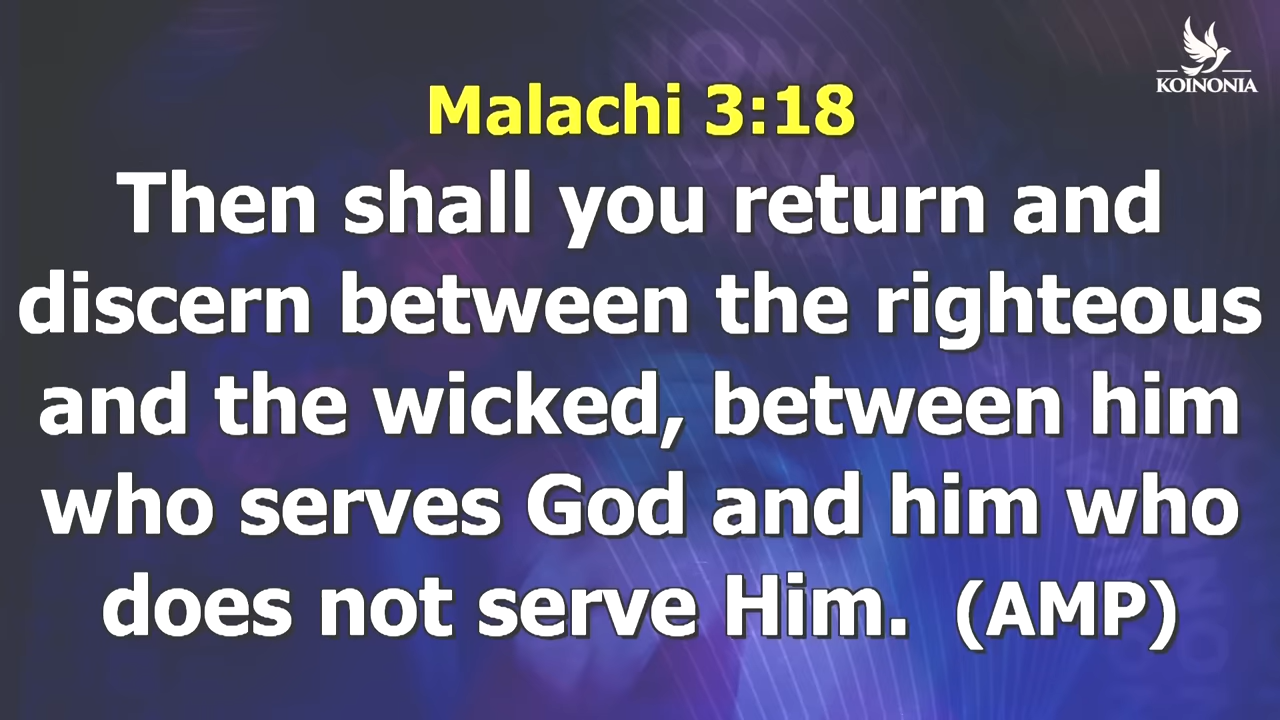 KOINONIA
Malachi 3:18
Then shall you return and
discern between the righteous
and the wicked, between him
who serves God and him who
does not serve Him. (AMP)